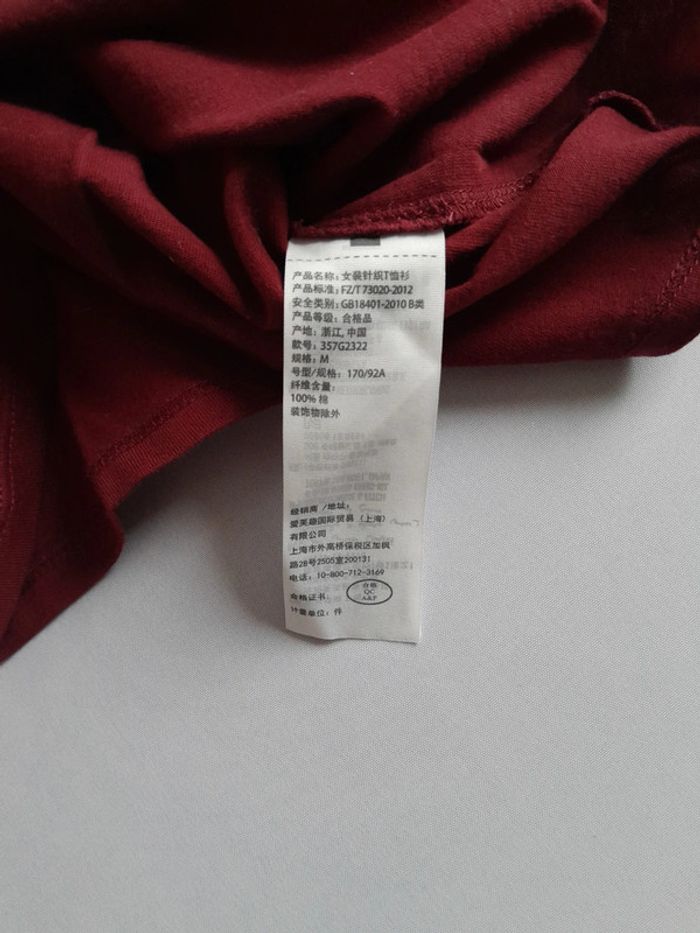 产品名称: 女装针织T恤衫
产品标准: FZ/T 73020-2012
安全类别: GB18401-2010 B类
产品等级: 合格品
产地: 浙江, 中国
款号: 357G2322
规格: M
号型/规格: 170/92A
纤维含量:
100% 棉
装饰物除外
经销商 /地址:
爱芙趣国际贸易 (上海)
有限公司
上海市外高桥保税区加枫
路28号2505室200131
电话: 10-800-712-3169
合格证书:
合格
QC
A&F
计量单位: 件